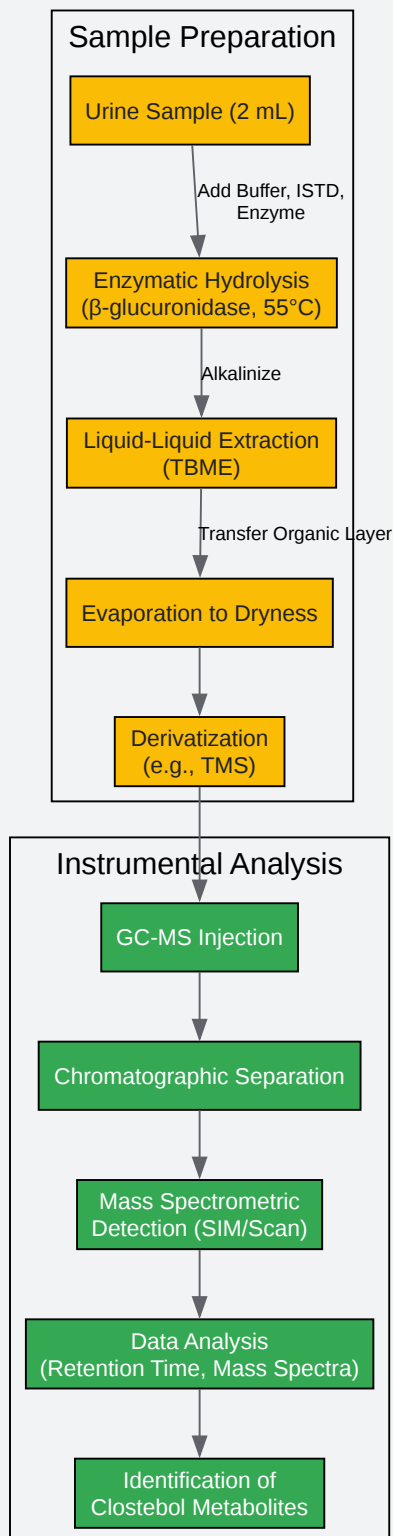 Sample Preparation
Urine Sample (2 mL)
Add Buffer, ISTD,
Enzyme
Enzymatic Hydrolysis
(β-glucuronidase, 55°C)
Alkalinize
Liquid-Liquid Extraction
(TBME)
Transfer Organic Layer
Evaporation to Dryness
Derivatization
(e.g., TMS)
Instrumental Analysis
GC-MS Injection
Chromatographic Separation
Mass Spectrometric
Detection (SIM/Scan)
Data Analysis
(Retention Time, Mass Spectra)
Identification of
Clostebol Metabolites